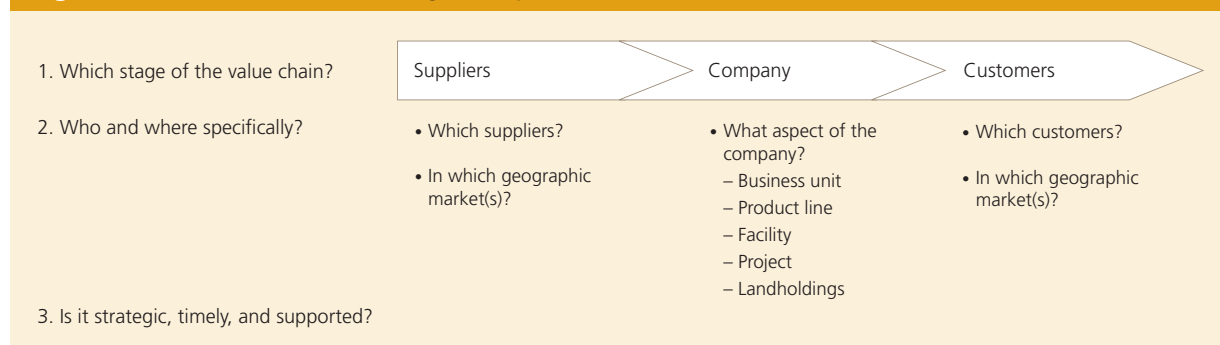 1. Which stage of the value chain?
Suppliers
Company
Customers
2. Who and where specifically?
• Which suppliers?
• In which geographic
market(s)?
• What aspect of the
company?
– Business unit
– Product line
– Facility
– Project
– Landholdings
• Which customers?
• In which geographic
market(s)?
3. Is it strategic, timely, and supported?